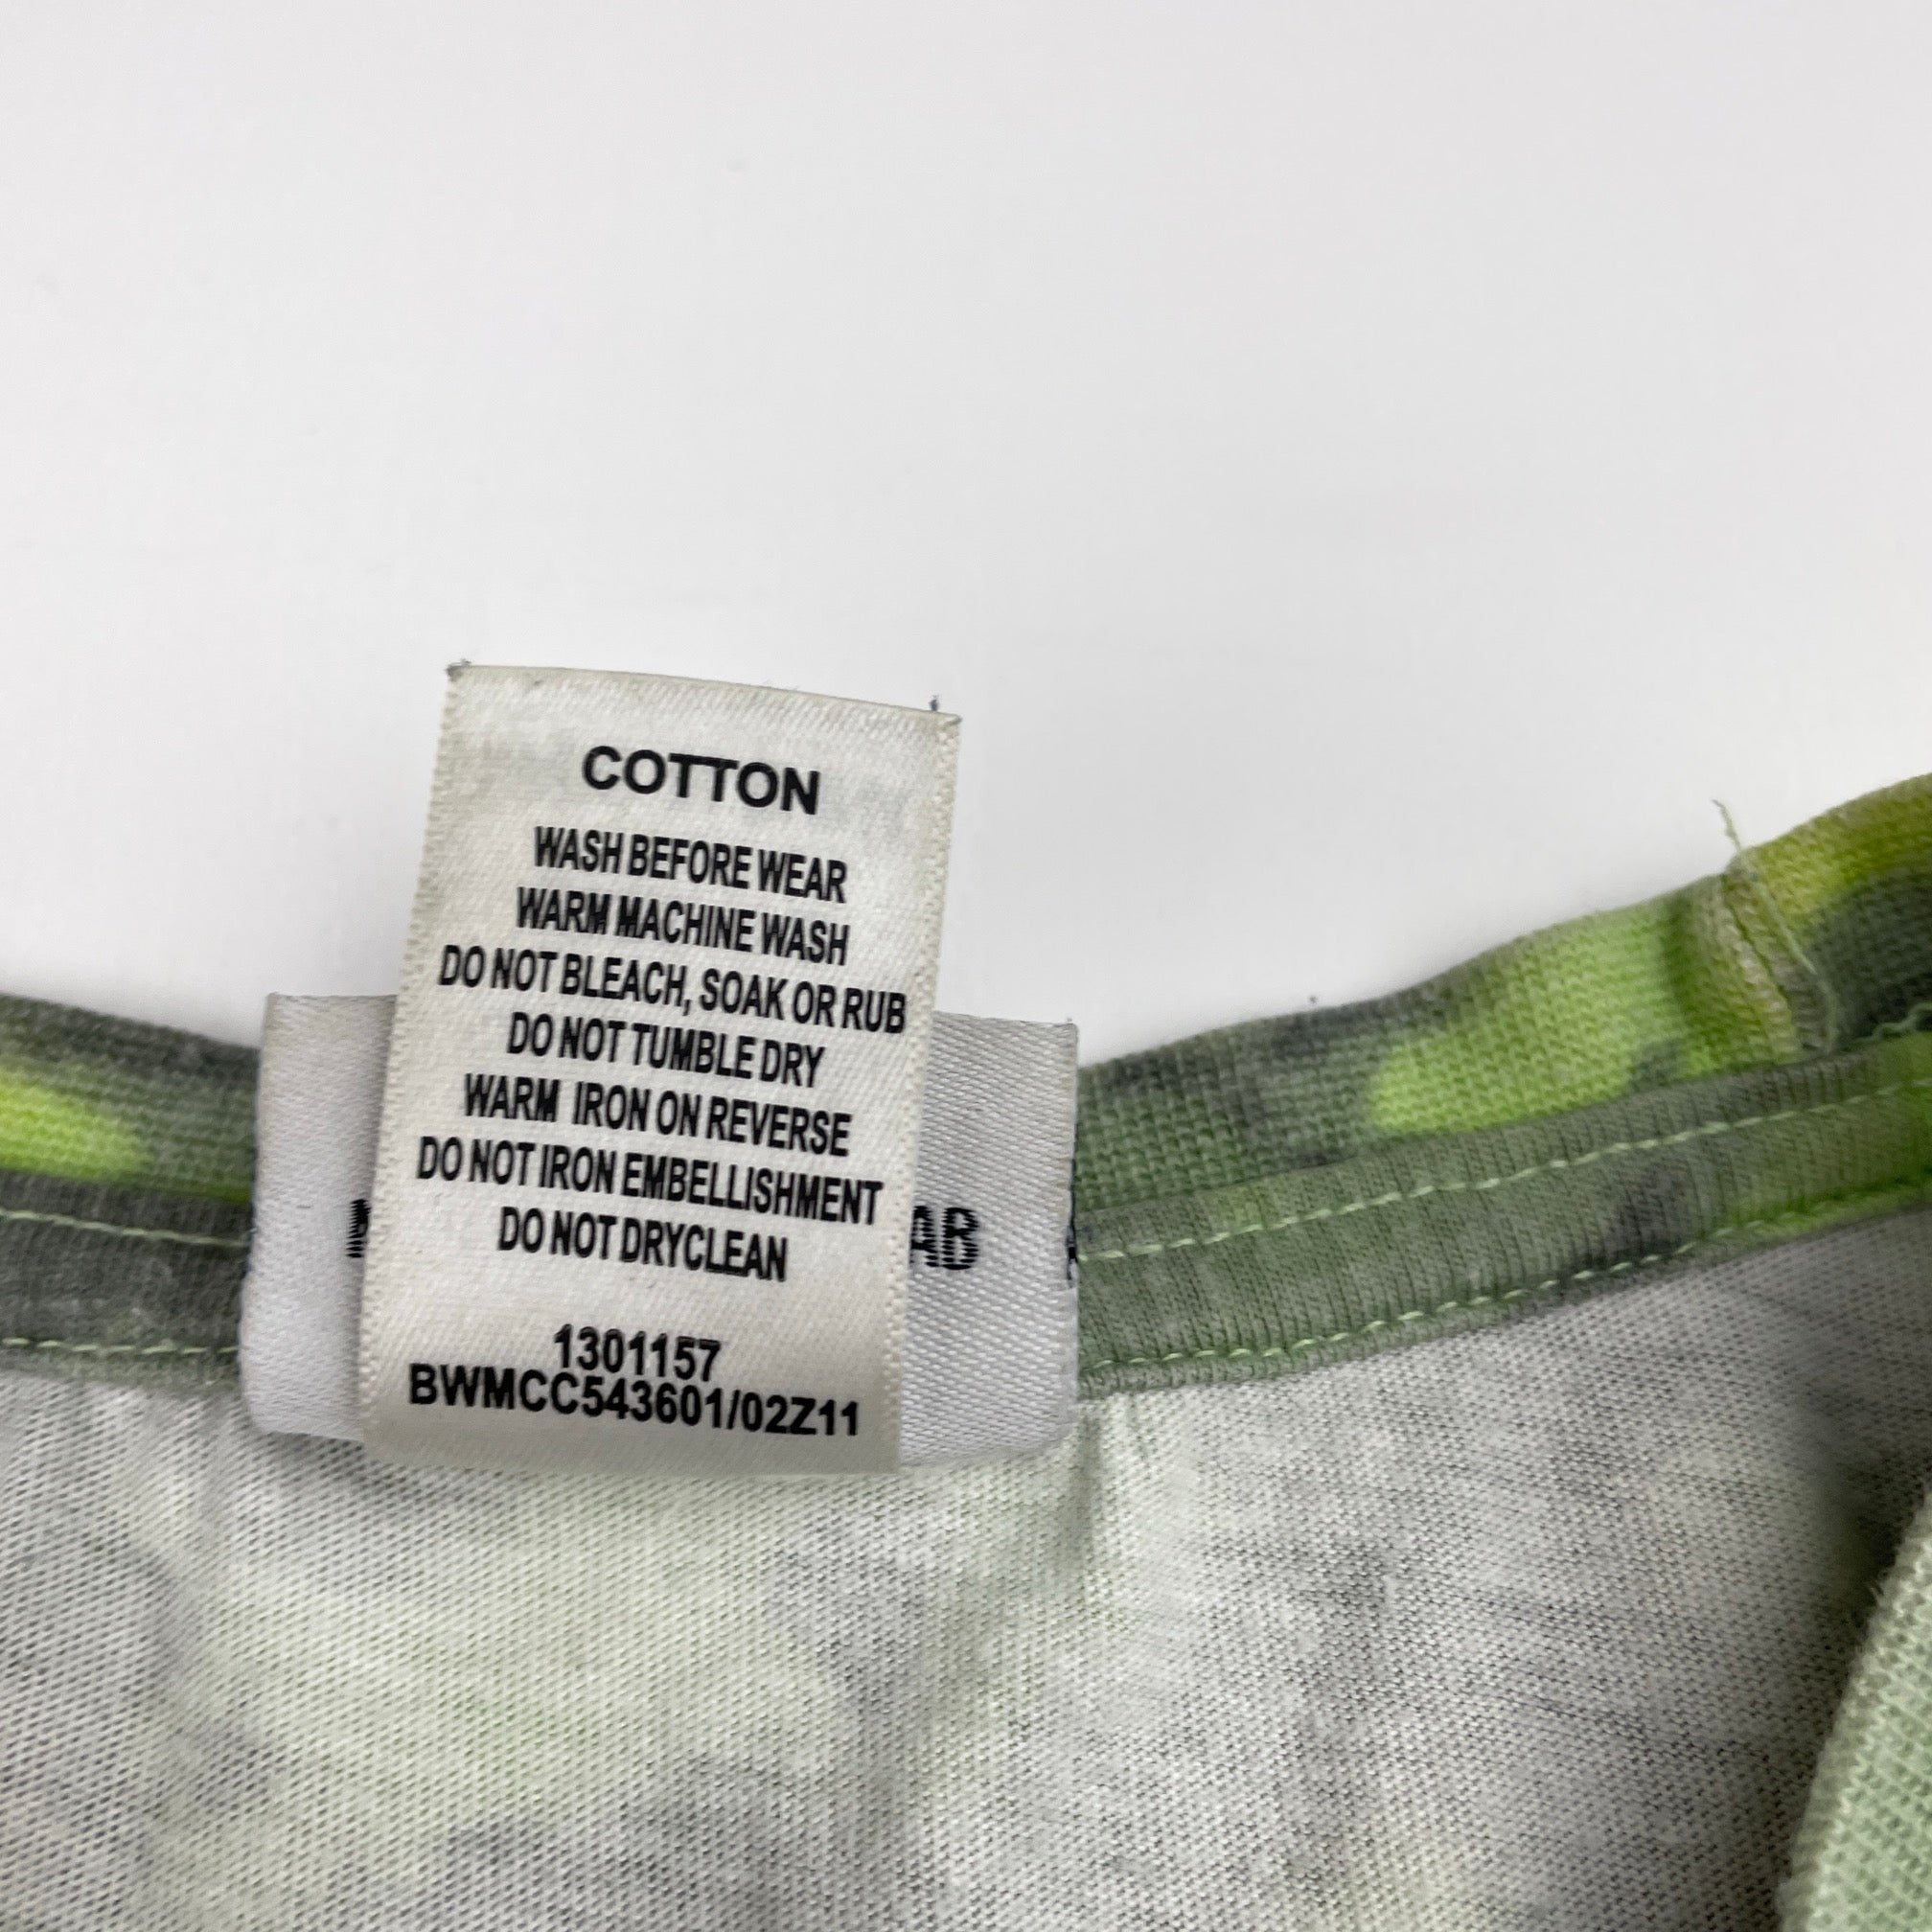 COTTON
WASH BEFORE WEAR
WARM MACHINE WASH
DO NOT BLEACH, SOAK OR RUB
DO NOT TUMBLE DRY
WARM IRON ON REVERSE
DO NOT IRON EMBELLISHMENT
DO NOT DRYCLEAN
AB
1301157
BWMCC543601/02Z11